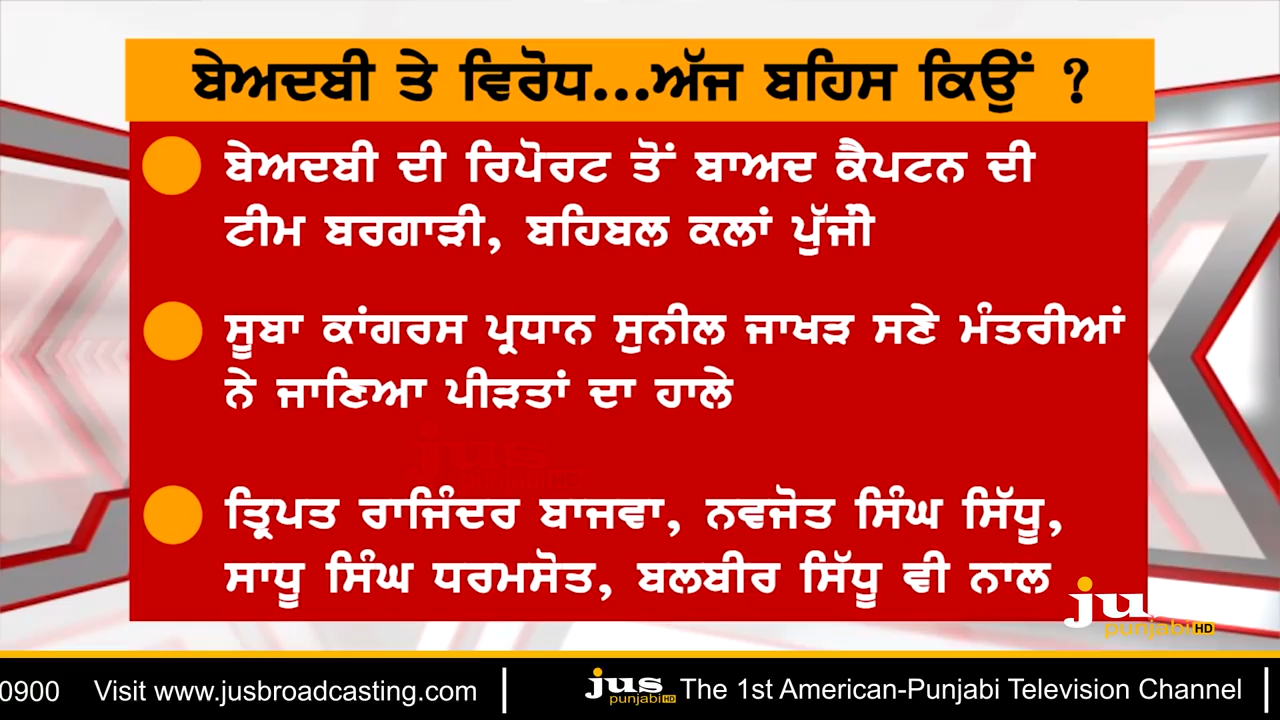 ਬੇਅਦਬੀ ਤੇ ਵਿਰੋਧ...ਅੱਜ ਬਹਿਸ ਕਿਉਂ ?
ਬੇਅਦਬੀ ਦੀ ਰਿਪੋਰਟ ਤੋਂ ਬਾਅਦ ਕੈਪਟਨ ਦੀ
ਟੀਮ ਬਰਗਾੜੀ, ਬਹਿਬਲ ਕਲਾਂ ਪੁੱਜੀ
ਸੂਬਾ ਕਾਂਗਰਸ ਪ੍ਰਧਾਨ ਸੁਨੀਲ ਜਾਖੜ ਸਣੇ ਮੰਤਰੀਆਂ
ਨੇ ਜਾਣਿਆ ਪੀੜਤਾਂ ਦਾ ਹਾਲੇ
ਤ੍ਰਿਪਤ ਰਾਜਿੰਦਰ ਬਾਜਵਾ, ਨਵਜੋਤ ਸਿੰਘ ਸਿੱਧੂ,
ਸਾਧੂ ਸਿੰਘ ਧਰਮਸੋਤ, ਬਲਬੀਰ ਸਿੱਧੂ ਵੀ ਨਾਲ
jus
punjabi HD
0900 Visit www.jusbroadcasting.com | jus punjabi HD The 1st American-Punjabi Television Channel |